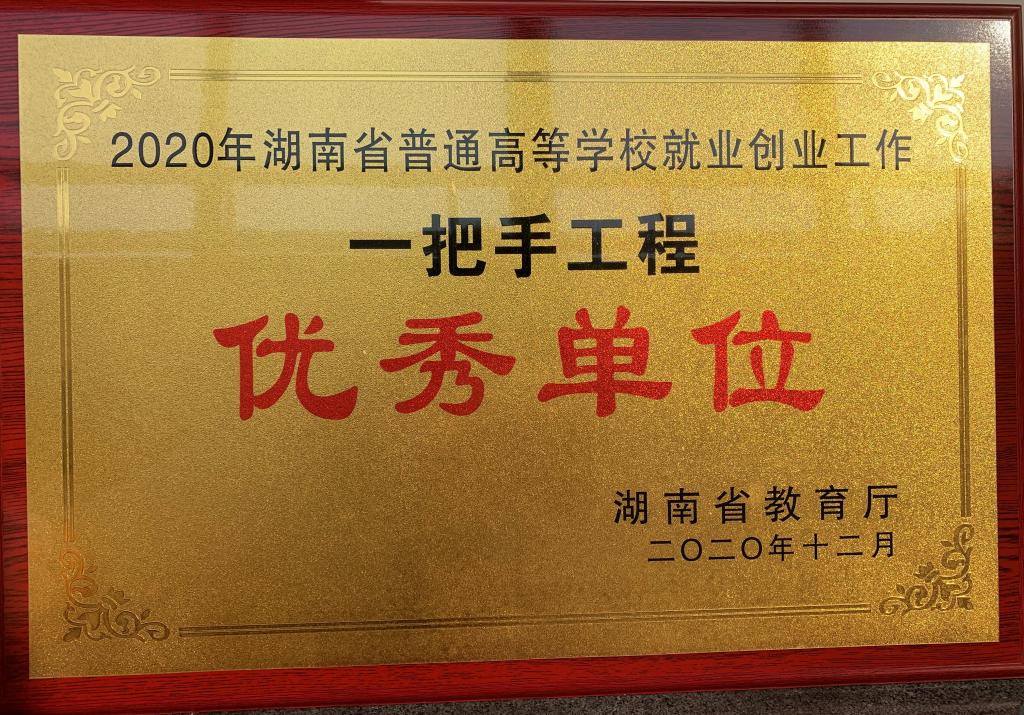 2020年湖南省普通高等学校就业创业工作
一把手工程
优秀单位
湖南省教育厅
二〇二〇年十二月